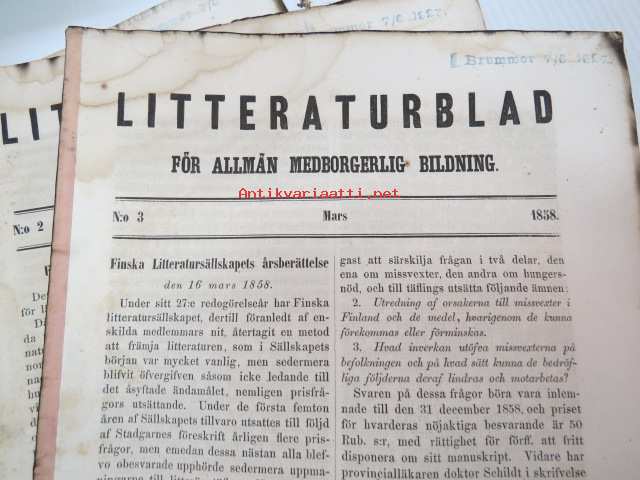 Brummer 7/6 1887.
LITTERATURBLAD
FÖR ALLMÄN MEDBORGERLIG BILDNING.
Antikvariaatti.net
N:o 3 Mars 1858.
Finska Litteratursällskapets årsberättelse
den 16 mars 1858.
Under sitt 27:e redogörelseår har Finska
litteratursällskapet, dertill föranledt af en-
skilda medlemmars nit, återtagit en metod
att främja litteraturen, som i Sällskapets
början var mycket vanlig, men sedermera
blifvit öfvergifven såsom icke ledande till
det åsyftade ändamålet, nemligen prisfrå-
gors utsättande. Under de första femton
åren af Sällskapets tillvaro utsattes till följd
af Stadgarnes föreskrift årligen flere pris-
frågor, men emedan dessa nästan alla blef-
vo obesvarade upphörde sedermera uppma-
gast att särskilja frågan i två delar, den
ena om missvexter, den andra om hungers-
nöd, och till täflings utsätta följande ämnen:
2. Utredning af orsakerna till missvexter i
Finland och de medel, hvarigenom de kunna
förekommas eller förminskas.
3. Hvad inverkan utöfva missvexterna på
befolkningen och på hvad sätt kunna de bedröf-
liga följderna deraf lindras och motarbetas?
Svaren på dessa frågor böra vara inlem-
nade till den 31 december 1858, och priset
för hvarderas nöjaktiga besvarande är 50
Rub. s:r, med rättighet för förff. att fritt
disponera om sitt manuskript. Vidare har
provincialläkaren doktor Schildt i skrifvelse
LIT
N:o 2